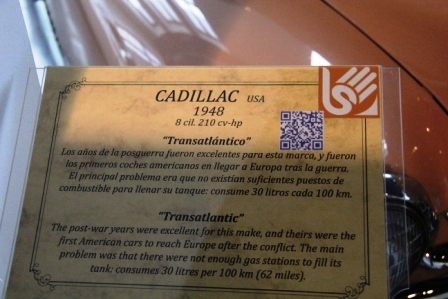 CADILLAC USA
1948
8 cil. 210 cv-hp
"Transatlántico"
Los años de la posguerra fueron excelentes para esta marca, y fueron
los primeros coches americanos en llegar a Europa tras la guerra.
El principal problema era que no existían suficientes puestos de
combustible para llenar su tanque: consume 30 litros cada 100 km.
"Transatlantic"
The post-war years were excellent for this make, and theirs were the
first American cars to reach Europe after the conflict. The main
problem was that there were not enough gas stations to fill its
tank: consumes 30 litres per 100 km (62 miles).